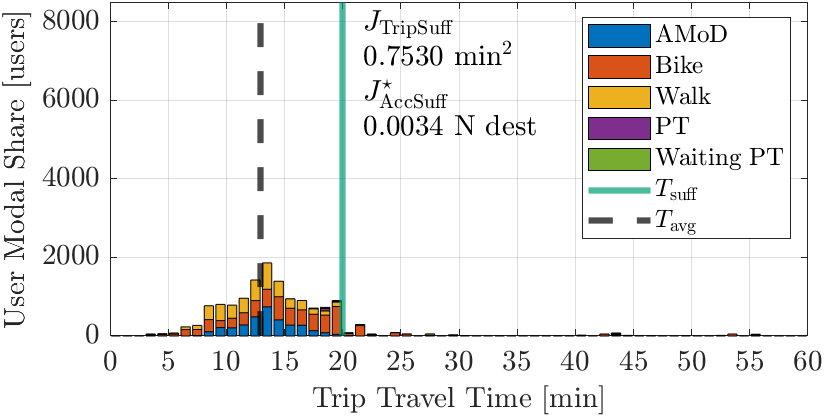 User Modal Share [users]
8000
6000
4000
2000
0
J_TripSuff
0.7530 min²
J⋆_AccSuff
0.0034 N dest
AMoD
Bike
Walk
PT
Waiting PT
T_suff
T_avg
0 5 10 15 20 25 30 35 40 45 50 55 60
Trip Travel Time [min]